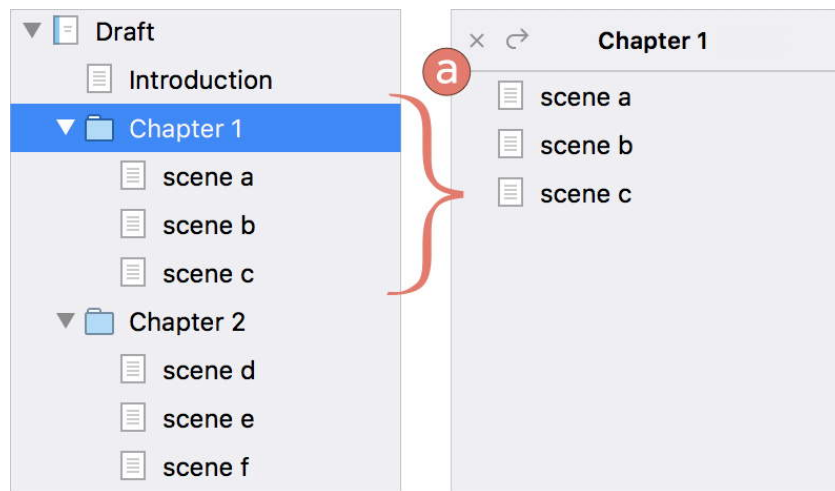 Draft
Introduction
Chapter 1
scene a
scene b
scene c
Chapter 2
scene d
scene e
scene f
a
Chapter 1
scene a
scene b
scene c